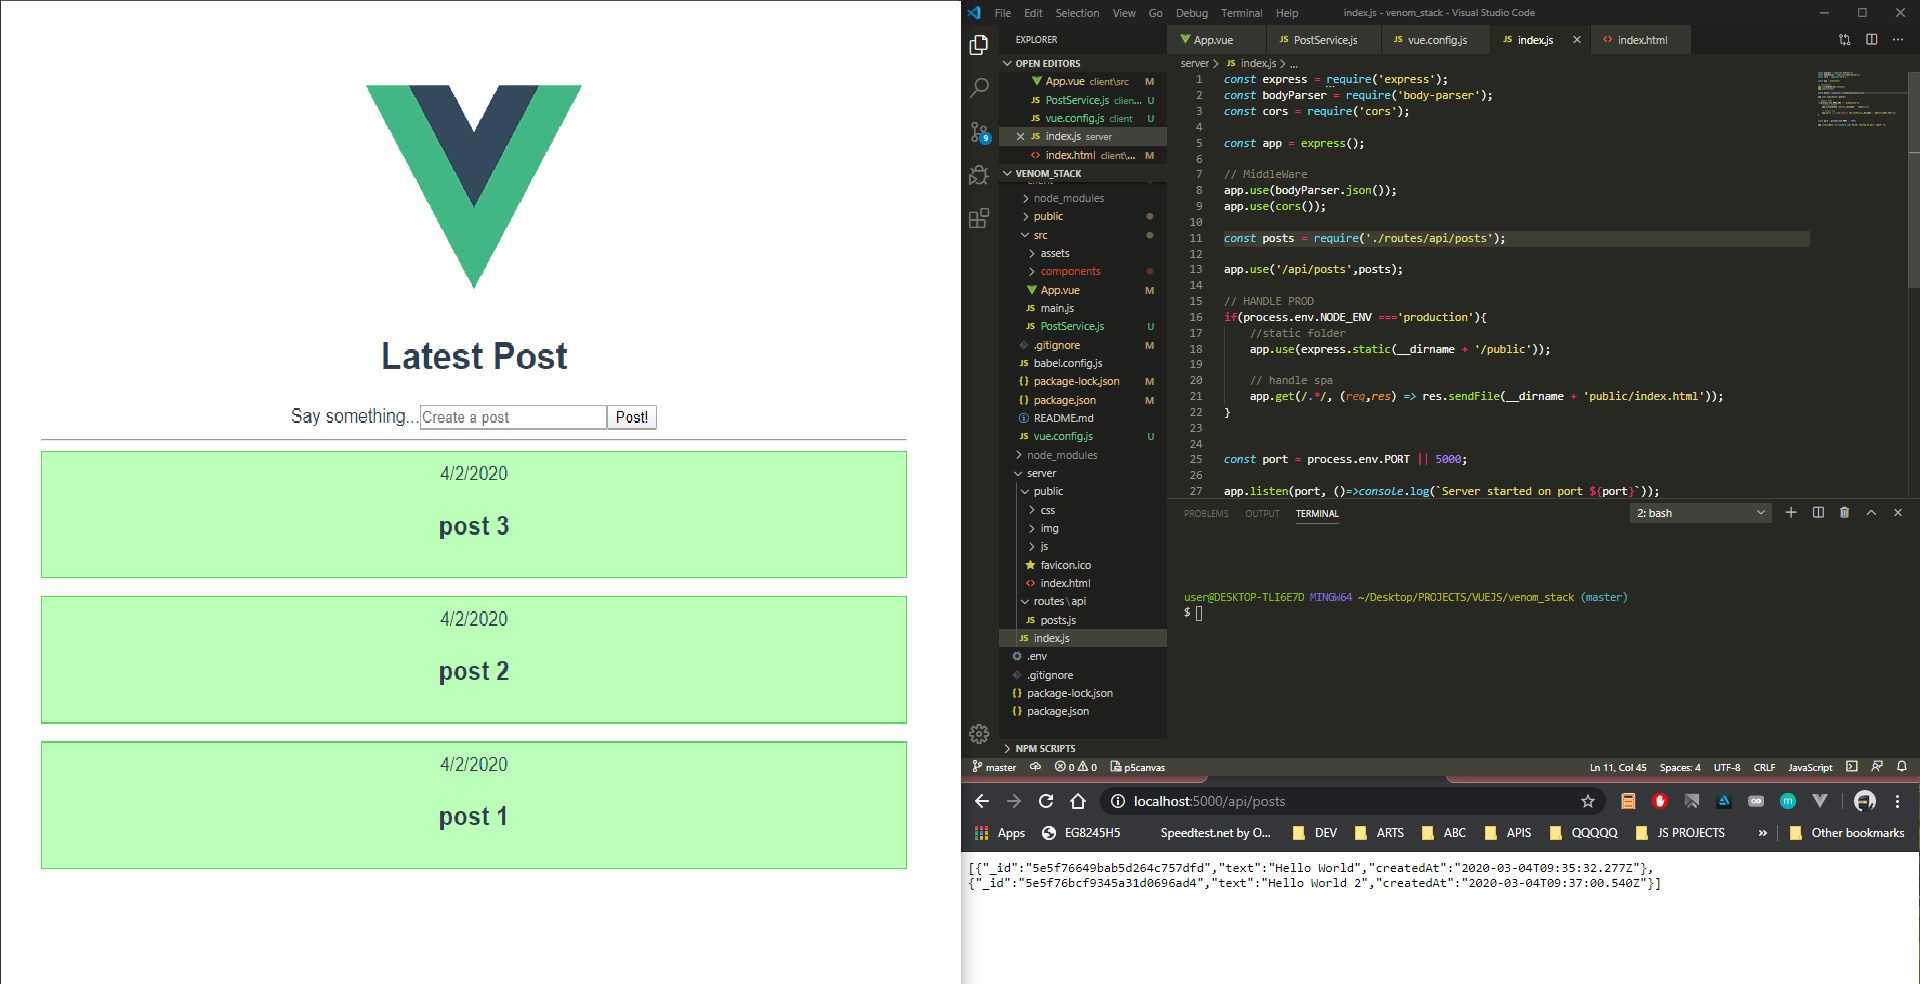 Latest Post
Say something...
Create a post
Post!
4/2/2020
post 3
4/2/2020
post 2
4/2/2020
post 1
File Edit Selection View Go Debug Terminal Help
index.js - venom_stack - Visual Studio Code
EXPLORER
OPEN EDITORS
App.vue client\src M
PostService.js clien... U
vue.config.js client U
index.js server
index.html client\... M
VENOM_STACK
node_modules
public
src
assets
components
App.vue M
main.js
PostService.js U
.gitignore M
babel.config.js
package-lock.json M
package.json M
README.md
vue.config.js U
node_modules
server
public
css
img
js
favicon.ico
index.html
routes\api
posts.js
index.js
.env
.gitignore
package-lock.json
package.json
NPM SCRIPTS
9
App.vue
JS PostService.js
JS vue.config.js
JS index.js
index.html
server > JS index.js > ...
1 const express = require('express');
2 const bodyParser = require('body-parser');
3 const cors = require('cors');
4
5 const app = express();
6
7 // MiddleWare
8 app.use(bodyParser.json());
9 app.use(cors());
10
11 const posts = require('./routes/api/posts');
12
13 app.use('/api/posts',posts);
14
15 // HANDLE PROD
16 if(process.env.NODE_ENV ==='production'){
17 //static folder
18 app.use(express.static(__dirname + '/public'));
19
20 // handle spa
21 app.get(/.*/, (req,res) => res.sendFile(__dirname + 'public/index.html'));
22 }
23
24
25 const port = process.env.PORT || 5000;
26
27 app.listen(port, ()=>console.log(`Server started on port ${port}`));
PROBLEMS OUTPUT TERMINAL
2: bash
user@DESKTOP-TLI6E7D MINGW64 ~/Desktop/PROJECTS/VUEJS/venom_stack (master)
$
master 0 0 p5canvas
Ln 11, Col 45 Spaces: 4 UTF-8 CRLF JavaScript
localhost:5000/api/posts
Apps EG8245H5 Speedtest.net by O... DEV ARTS ABC APIS QQQQQ JS PROJECTS » Other bookmarks
[{"_id":"5e5f76649bab5d264c757dfd","text":"Hello World","createdAt":"2020-03-04T09:35:32.277Z"},
{"_id":"5e5f76bcf9345a31d0696ad4","text":"Hello World 2","createdAt":"2020-03-04T09:37:00.540Z"}]